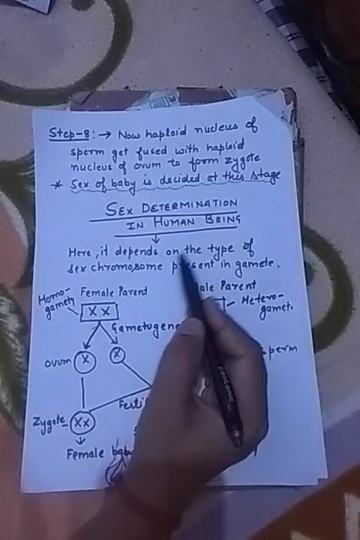 Step-8:→ Now haploid nucleus of
sperm get fused with haploid
nucleus of ovum to form zygote
* Sex of baby is decided at this stage
SEX DETERMINATION
IN HUMAN BEING
↓
Here, it depends on the type of
sex chromosome present in gamete.
Homo-
gamety
Female Parent
ale Parent
XX
Hetero-
gamet.
Gametogene
Ovum
X
X
sperm
Ferti
Zygote
XX
Female baby